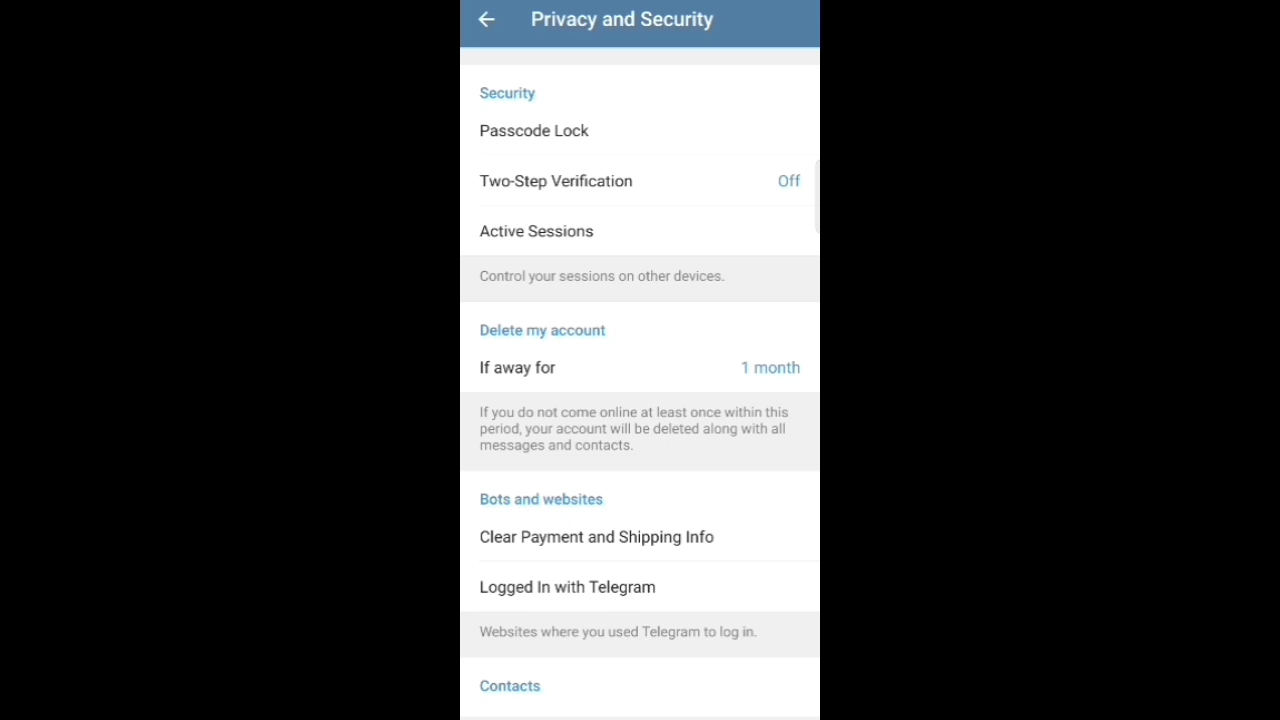 Privacy and Security
Security
Passcode Lock
Two-Step Verification Off
Active Sessions
Control your sessions on other devices.
Delete my account
If away for 1 month
If you do not come online at least once within this
period, your account will be deleted along with all
messages and contacts.
Bots and websites
Clear Payment and Shipping Info
Logged In with Telegram
Websites where you used Telegram to log in.
Contacts